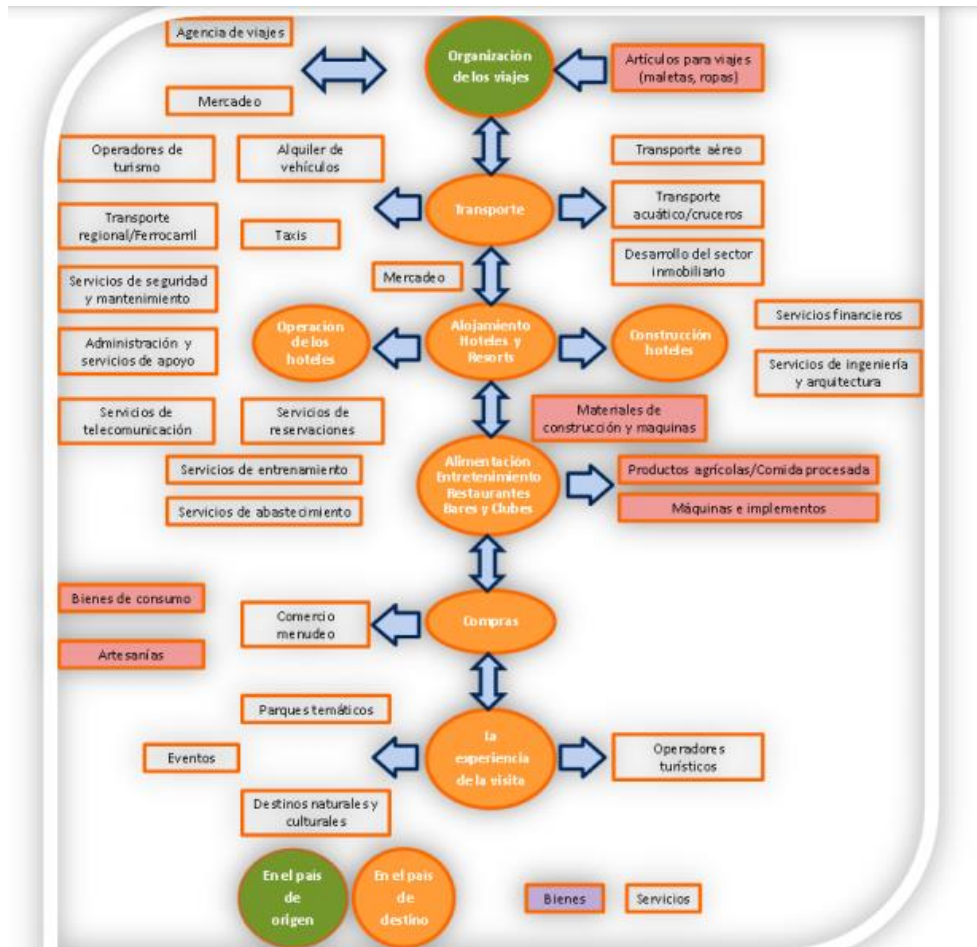 Agencia de viajes
Organización
de los viajes
Artículos para viajes
(maletas, ropas)
Mercadeo
Operadores de
turismo
Alquiler de
vehículos
Transporte aéreo
Transporte
regional/Ferrocarril
Taxis
Transporte
Transporte
acuático/cruceros
Mercadeo
Desarrollo del sector
inmobiliario
Servicios de seguridad
y mantenimiento
Operación
de los
hoteles
Alojamiento
Hoteles y
Resorts
Construcción
hoteles
Servicios financieros
Administración y
servicios de apoyo
Servicios de ingeniería
y arquitectura
Servicios de
telecomunicación
Servicios de
reservaciones
Materiales de
construcción y maquinas
Servicios de entrenamiento
Servicios de abastecimiento
Alimentación
Entretenimiento
Restaurantes
Bares y Clubes
Productos agrícolas/Comida procesada
Máquinas e implementos
Bienes de consumo
Artesanías
Comercio
menudeo
Compras
Parques temáticos
Eventos
Destinos naturales y
culturales
La
experiencia
de la visita
Operadores
turísticos
En el país
de
origen
En el país
de
destino
Bienes
Servicios